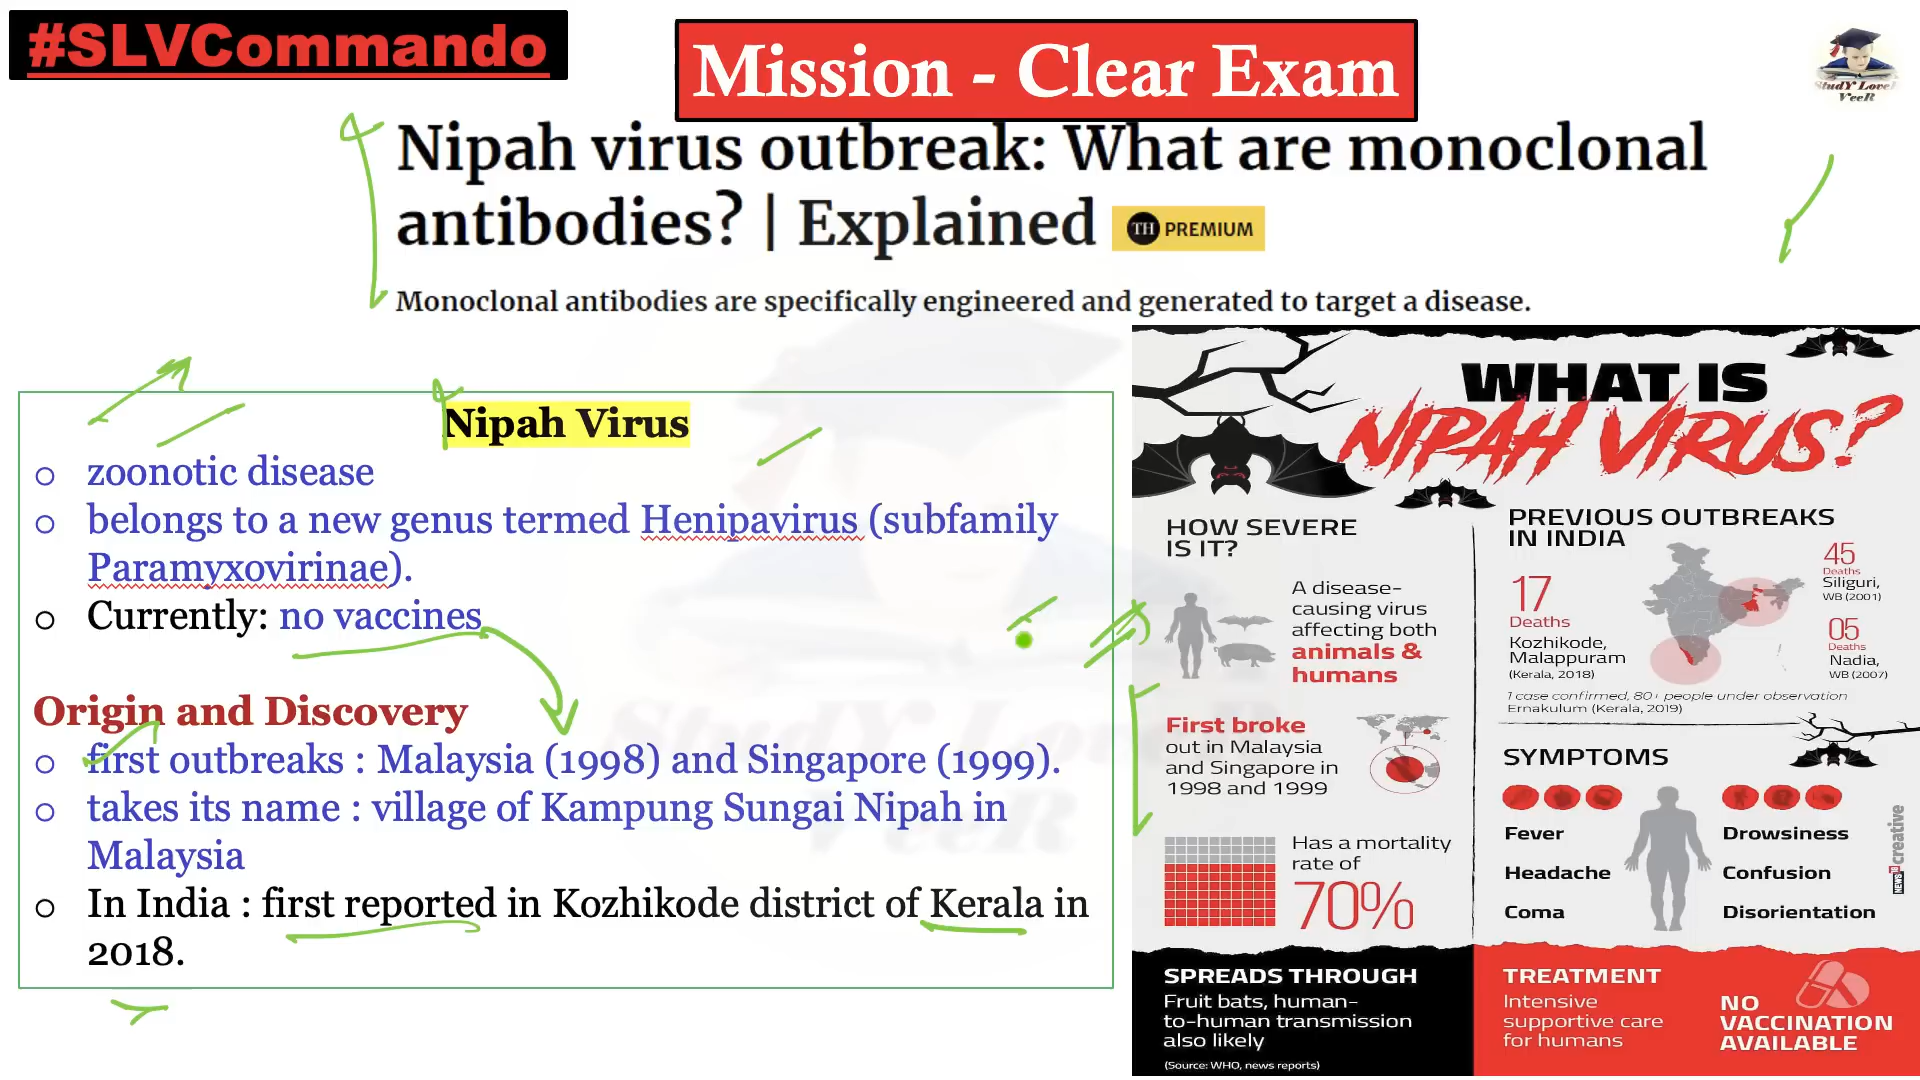 #SLVCommando
Mission - Clear Exam
StudY LoveR
VeeR
Nipah virus outbreak: What are monoclonal
antibodies? | Explained TH PREMIUM
Monoclonal antibodies are specifically engineered and generated to target a disease.
Nipah Virus
o zoonotic disease
o belongs to a new genus termed Henipavirus (subfamily
Paramyxovirinae).
o Currently: no vaccines
Origin and Discovery
o first outbreaks : Malaysia (1998) and Singapore (1999).
o takes its name : village of Kampung Sungai Nipah in
Malaysia
o In India : first reported in Kozhikode district of Kerala in
2018.
StudY LoveR
VeeR
WHAT IS
NIPAH VIRUS?
HOW SEVERE
IS IT?
A disease-
causing virus
affecting both
animals &
humans
First broke
out in Malaysia
and Singapore in
1998 and 1999
Has a mortality
rate of
70%
PREVIOUS OUTBREAKS
IN INDIA
17
Deaths
Kozhikode,
Malappuram
(Kerala, 2018)
45
Deaths
Siliguri,
WB (2001)
05
Deaths
Nadia,
WB (2007)
1 case confirmed, 80+ people under observation
Ernakulum (Kerala, 2019)
SYMPTOMS
Fever
Headache
Coma
Drowsiness
Confusion
Disorientation
NEWS18 creative
SPREADS THROUGH
Fruit bats, human-
to-human transmission
also likely
(Source: WHO, news reports)
TREATMENT
Intensive
supportive care
for humans
NO
VACCINATION
AVAILABLE